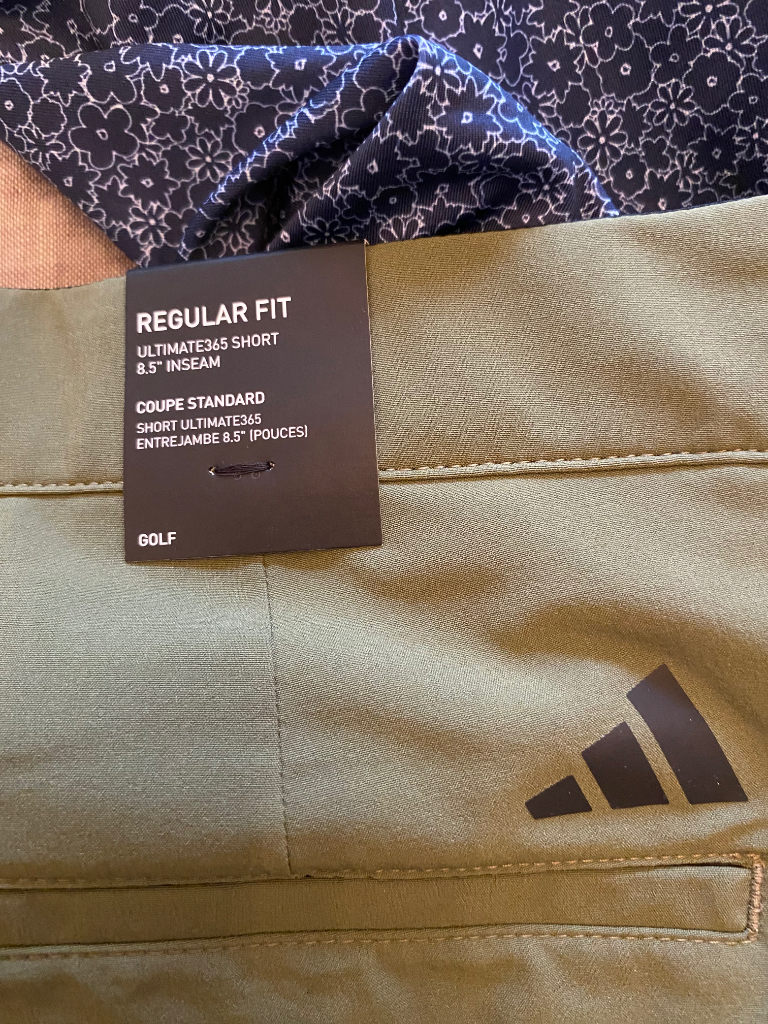 REGULAR FIT
ULTIMATE365 SHORT
8.5" INSEAM
COUPE STANDARD
SHORT ULTIMATE365
ENTREJAMBE 8.5" (POUCES)
GOLF